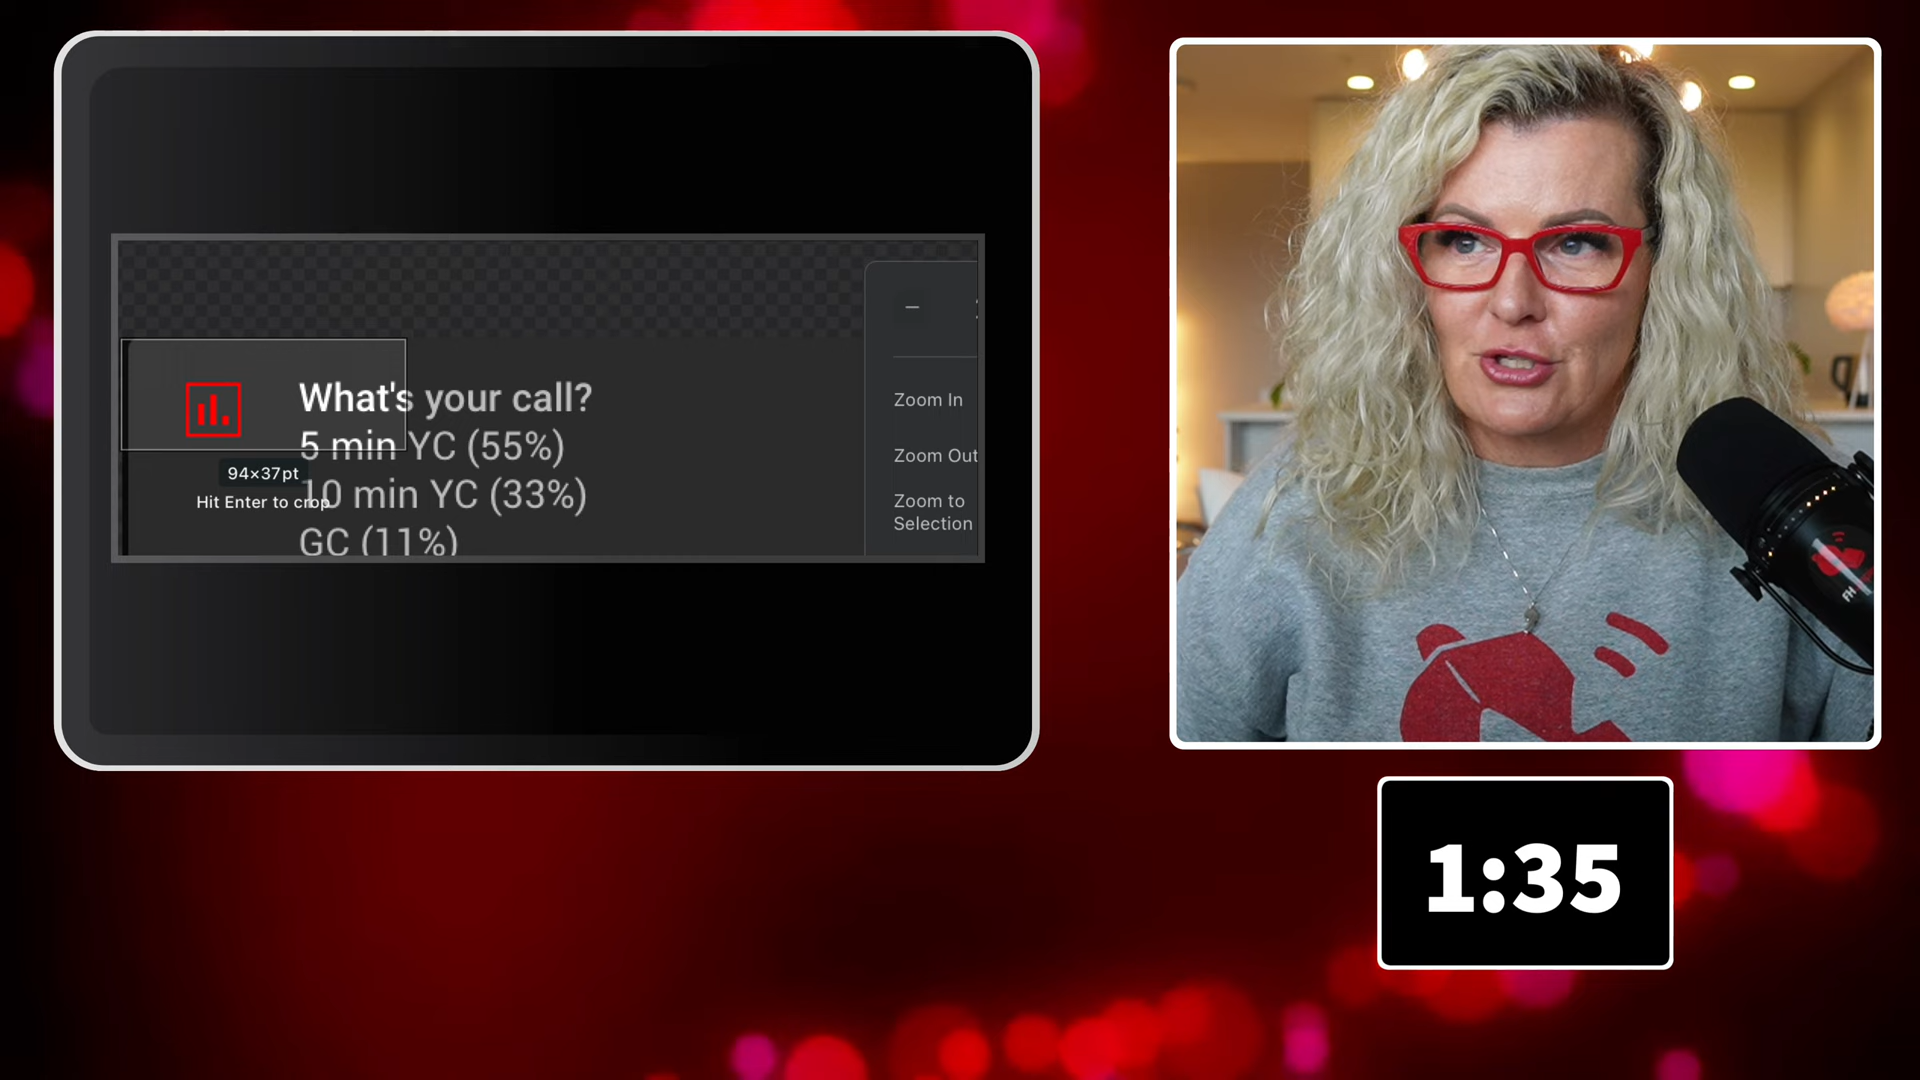 What's your call?
5 min YC (55%)
10 min YC (33%)
GC (11%)
94×37pt
Hit Enter to crop
Zoom In
Zoom Out
Zoom to
Selection
1:35
FH